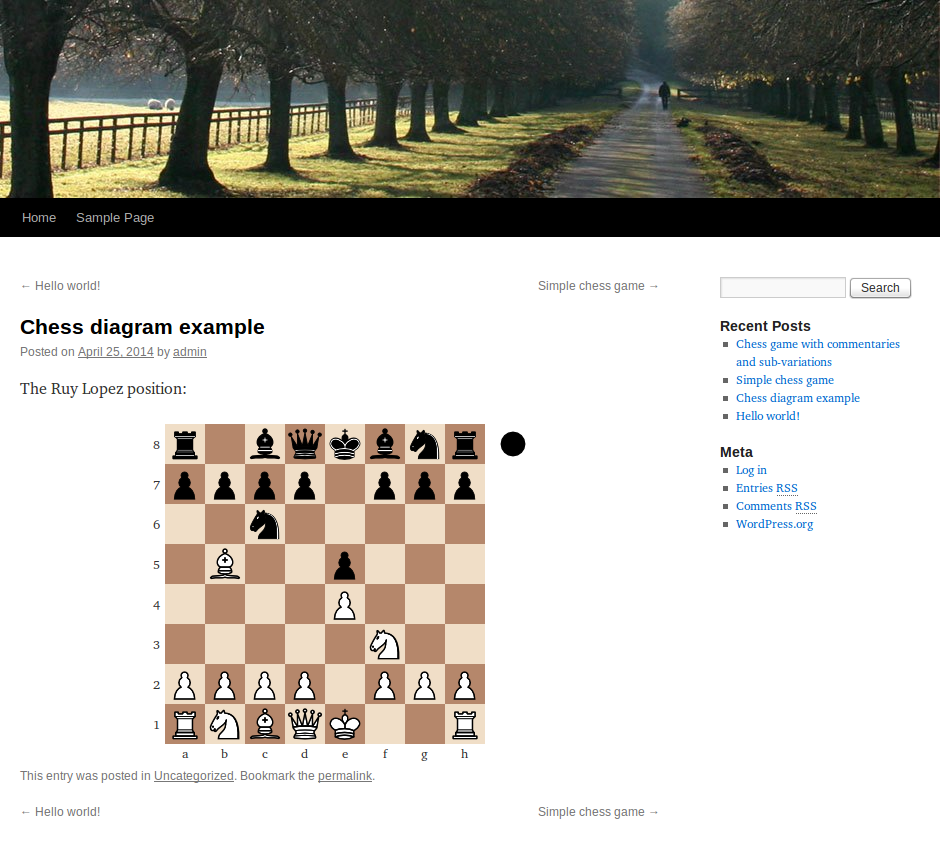 Home Sample Page
← Hello world! Simple chess game →
Chess diagram example
Posted on April 25, 2014 by admin
The Ruy Lopez position:
8
7
6
5
4
3
2
1
a b c d e f g h
This entry was posted in Uncategorized. Bookmark the permalink.
← Hello world! Simple chess game →
Search
Recent Posts
Chess game with commentaries
and sub-variations
Simple chess game
Chess diagram example
Hello world!
Meta
Log in
Entries RSS
Comments RSS
WordPress.org